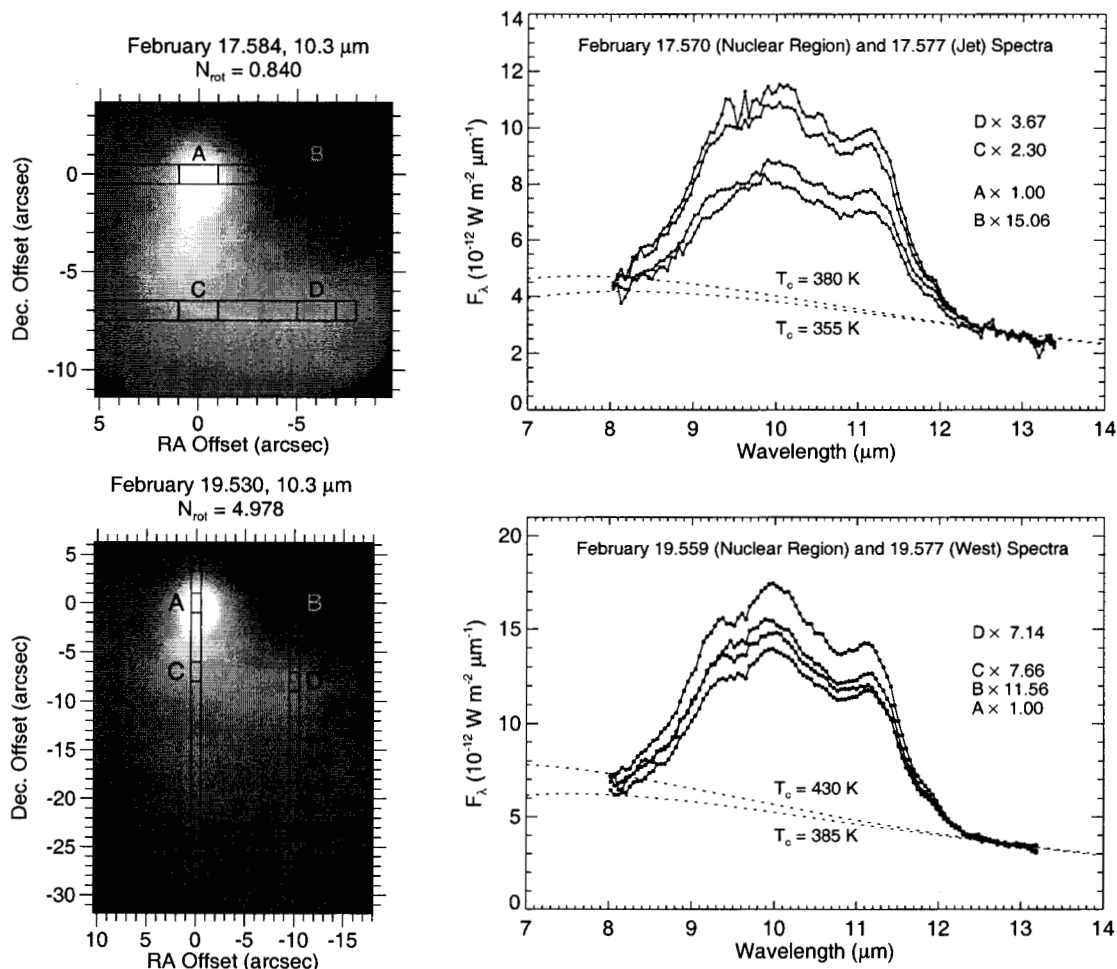 February 17.584, 10.3 µm
N_rot = 0.840
A
B
C
D
0
-5
-10
Dec. Offset (arcsec)
5
0
-5
RA Offset (arcsec)
February 17.570 (Nuclear Region) and 17.577 (Jet) Spectra
D × 3.67
C × 2.30
A × 1.00
B × 15.06
T_c = 380 K
T_c = 355 K
14
12
10
8
6
4
2
0
F_λ (10^-12 W m^-2 µm^-1)
7
8
9
10
11
12
13
14
Wavelength (µm)
February 19.530, 10.3 µm
N_rot = 4.978
A
B
C
D
5
0
-5
-10
-15
-20
-25
-30
Dec. Offset (arcsec)
10
5
0
-5
-10
-15
RA Offset (arcsec)
February 19.559 (Nuclear Region) and 19.577 (West) Spectra
D × 7.14
C × 7.66
B × 11.56
A × 1.00
T_c = 430 K
T_c = 385 K
20
15
10
5
0
F_λ (10^-12 W m^-2 µm^-1)
7
8
9
10
11
12
13
14
Wavelength (µm)